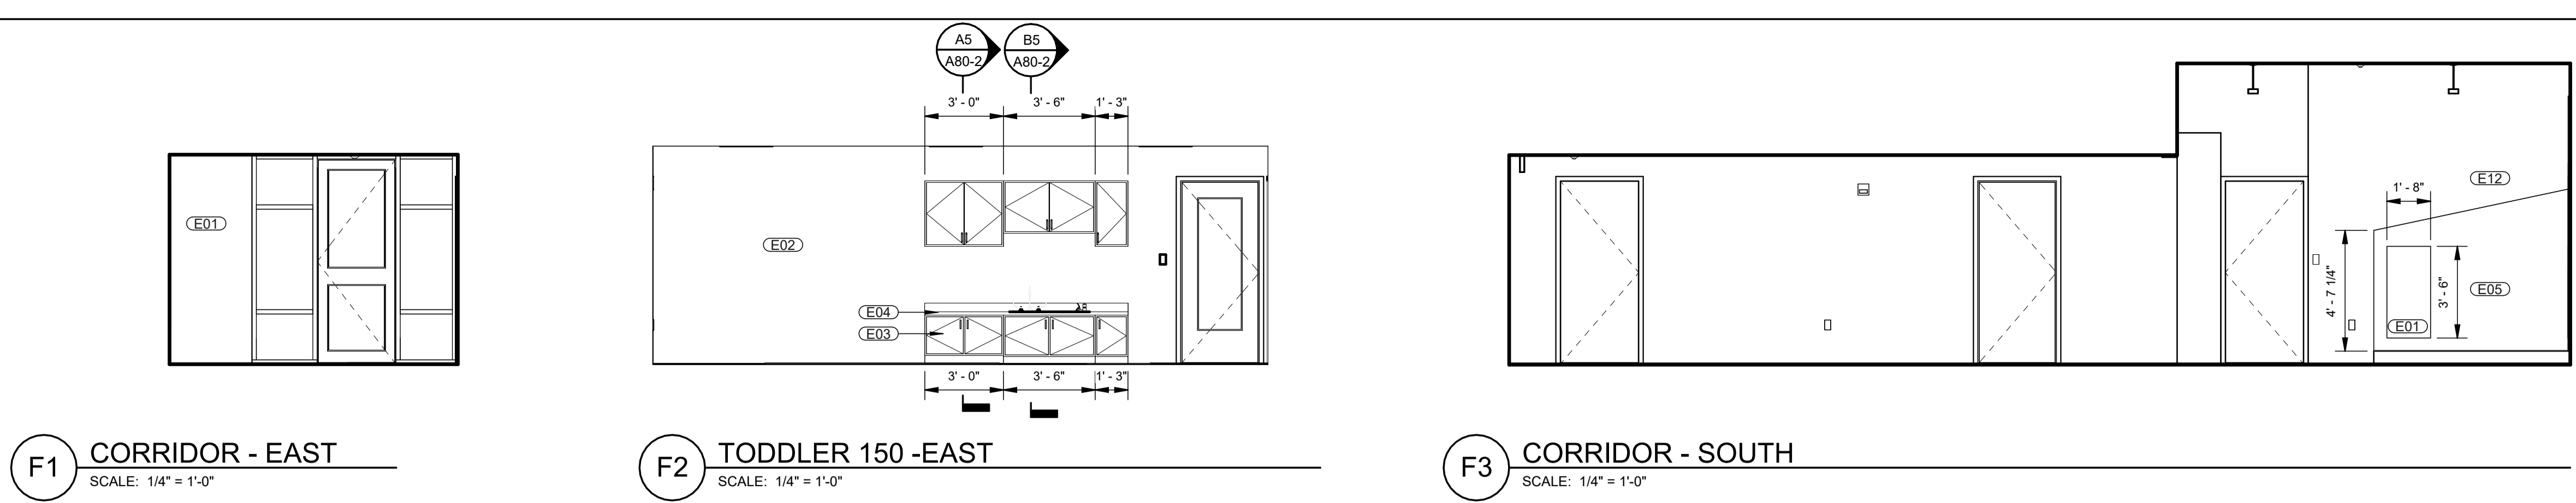 E01
F1
CORRIDOR - EAST
SCALE: 1/4" = 1'-0"
A5
A80-2
B5
A80-2
3' - 0"
3' - 6"
1' - 3"
E02
E04
E03
3' - 0"
3' - 6"
1' - 3"
F2
TODDLER 150 -EAST
SCALE: 1/4" = 1'-0"
E12
1' - 8"
4' - 7 1/4"
3' - 6"
E05
E01
F3
CORRIDOR - SOUTH
SCALE: 1/4" = 1'-0"